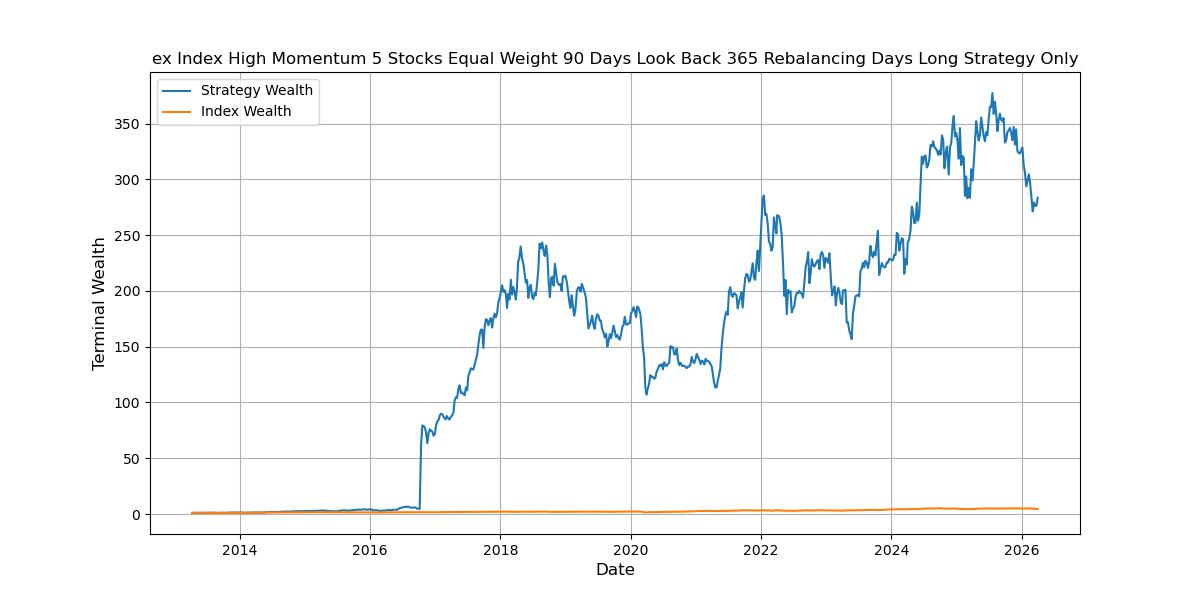 ex Index High Momentum 5 Stocks Equal Weight 90 Days Look Back 365 Rebalancing Days Long Strategy Only
Strategy Wealth
Index Wealth
Terminal Wealth
350
300
250
200
150
100
50
0
2014 2016 2018 2020 2022 2024 2026
Date